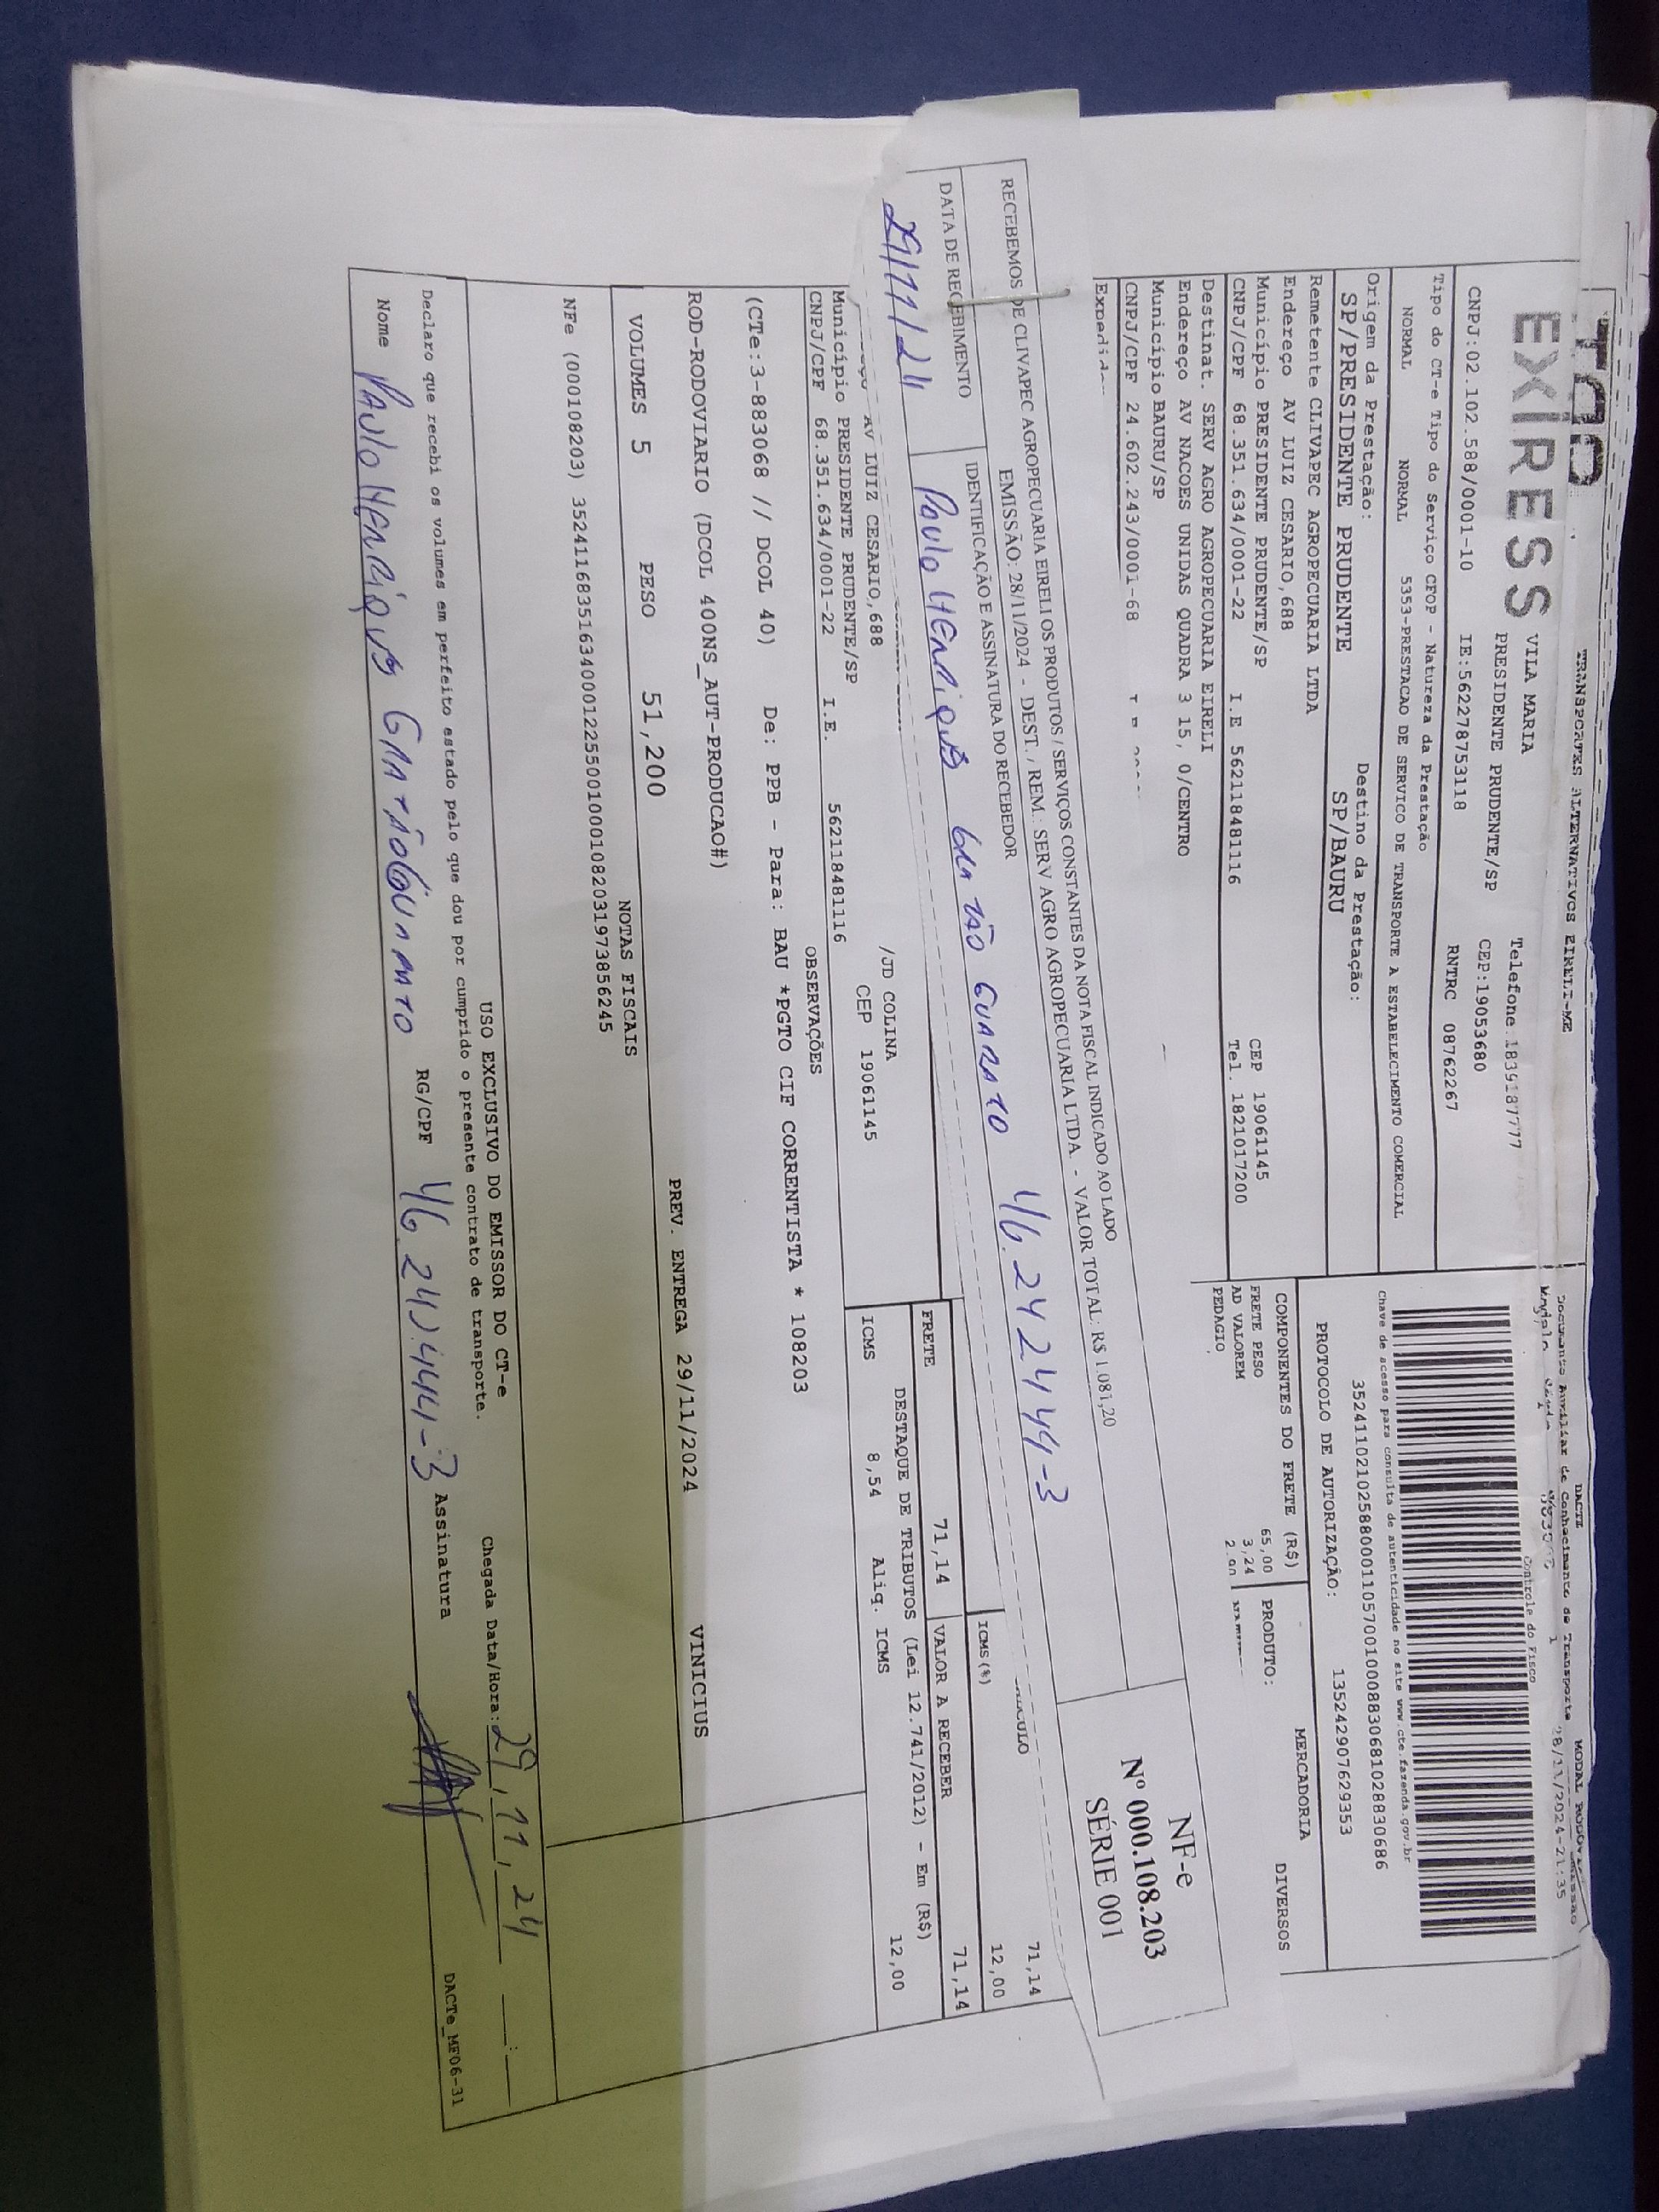 EXPRESS
TRANSPORTES ALTERNATIVOS EIRELI-ME
VILA MARIA
Telefone 1839187777
PRESIDENTE PRUDENTE/SP
CEP:19053680
CNPJ:02.102.588/0001-10 IE:562278753118 RNTRC 08762267
Tipo do CT-e Tipo do Serviço CFOP - Natureza da Prestação
NORMAL NORMAL 5353-PRESTACAO DE SERVICO DE TRANSPORTE A ESTABELECIMENTO COMERCIAL
Origem da Prestação: Destino da Prestação:
SP/PRESIDENTE PRUDENTE SP/BAURU
DACTE MODAL
Documento Auxiliar de Conhecimento de Transporte
28/11/2024-21:35
Controle do Fisco
Chave de acesso para consulta de autenticidade no site www.cte.fazenda.gov.br
35241102102588000110570010008830681028830686
PROTOCOLO DE AUTORIZAÇÃO: 135242907629353
Remetente CLIVAPEC AGROPECUARIA LTDA
Endereço AV LUIZ CESARIO,688 CEP 19061145
Município PRESIDENTE PRUDENTE/SP
CNPJ/CPF 68.351.634/0001-22 I.E 562118481116 Tel. 1821017200
Destinat. SERV AGRO AGROPECUARIA EIRELI
Endereço AV NACOES UNIDAS QUADRA 3 15, 0/CENTRO
Município BAURU/SP
CNPJ/CPF 24.602.243/0001-68
COMPONENTES DO FRETE (R$) MERCADORIA
FRETE PESO 65,00 PRODUTO: DIVERSOS
AD VALOREM 3,24
PEDAGIO 2,90
RECEBEMOS DE CLIVAPEC AGROPECUARIA EIRELI OS PRODUTOS / SERVIÇOS CONSTANTES DA NOTA FISCAL INDICADO AO LADO
EMISSÃO: 28/11/2024 - DEST. / REM.: SERV AGRO AGROPECUARIA LTDA - VALOR TOTAL: R$ 1.081,20
DATA DE RECEBIMENTO IDENTIFICAÇÃO E ASSINATURA DO RECEBEDOR
29/11/24 Paulo Henrique 46.242444-3
NF-e
Nº 000.108.203
SÉRIE 001
71,14
ICMS(%) 12,00
FRETE 71,14 VALOR A RECEBER 71,14
DESTAQUE DE TRIBUTOS (Lei 12.741/2012) - Em (R$)
ICMS 8,54 Aliq. ICMS 12,00
AV LUIZ CESARIO,688 /JD COLINA
Município PRESIDENTE PRUDENTE/SP CEP 19061145
CNPJ/CPF 68.351.634/0001-22 I.E. 562118481116
OBSERVAÇÕES
(CTe::3-883068 // DCOL 40) De: PPB - Para: BAU *PGTO CIF CORRENTISTA * 108203
ROD-RODOVIARIO (DCOL 400NS_AUT-PRODUCAO#)
VOLUMES 5 PESO 51,200 PREV. ENTREGA 29/11/2024 VINICIUS
NOTAS FISCAIS
NFe (000108203) 35241168351634000122550010001082031973856245
USO EXCLUSIVO DO EMISSOR DO CT-e
Declaro que recebi os volumes em perfeito estado pelo que dou por cumprido o presente contrato de transporte.
Chegada Data/Hora: 29, 11, 24 __:__
Nome Paulo Henrique RG/CPF 46.242444-3 Assinatura
DACTe_MF06-31